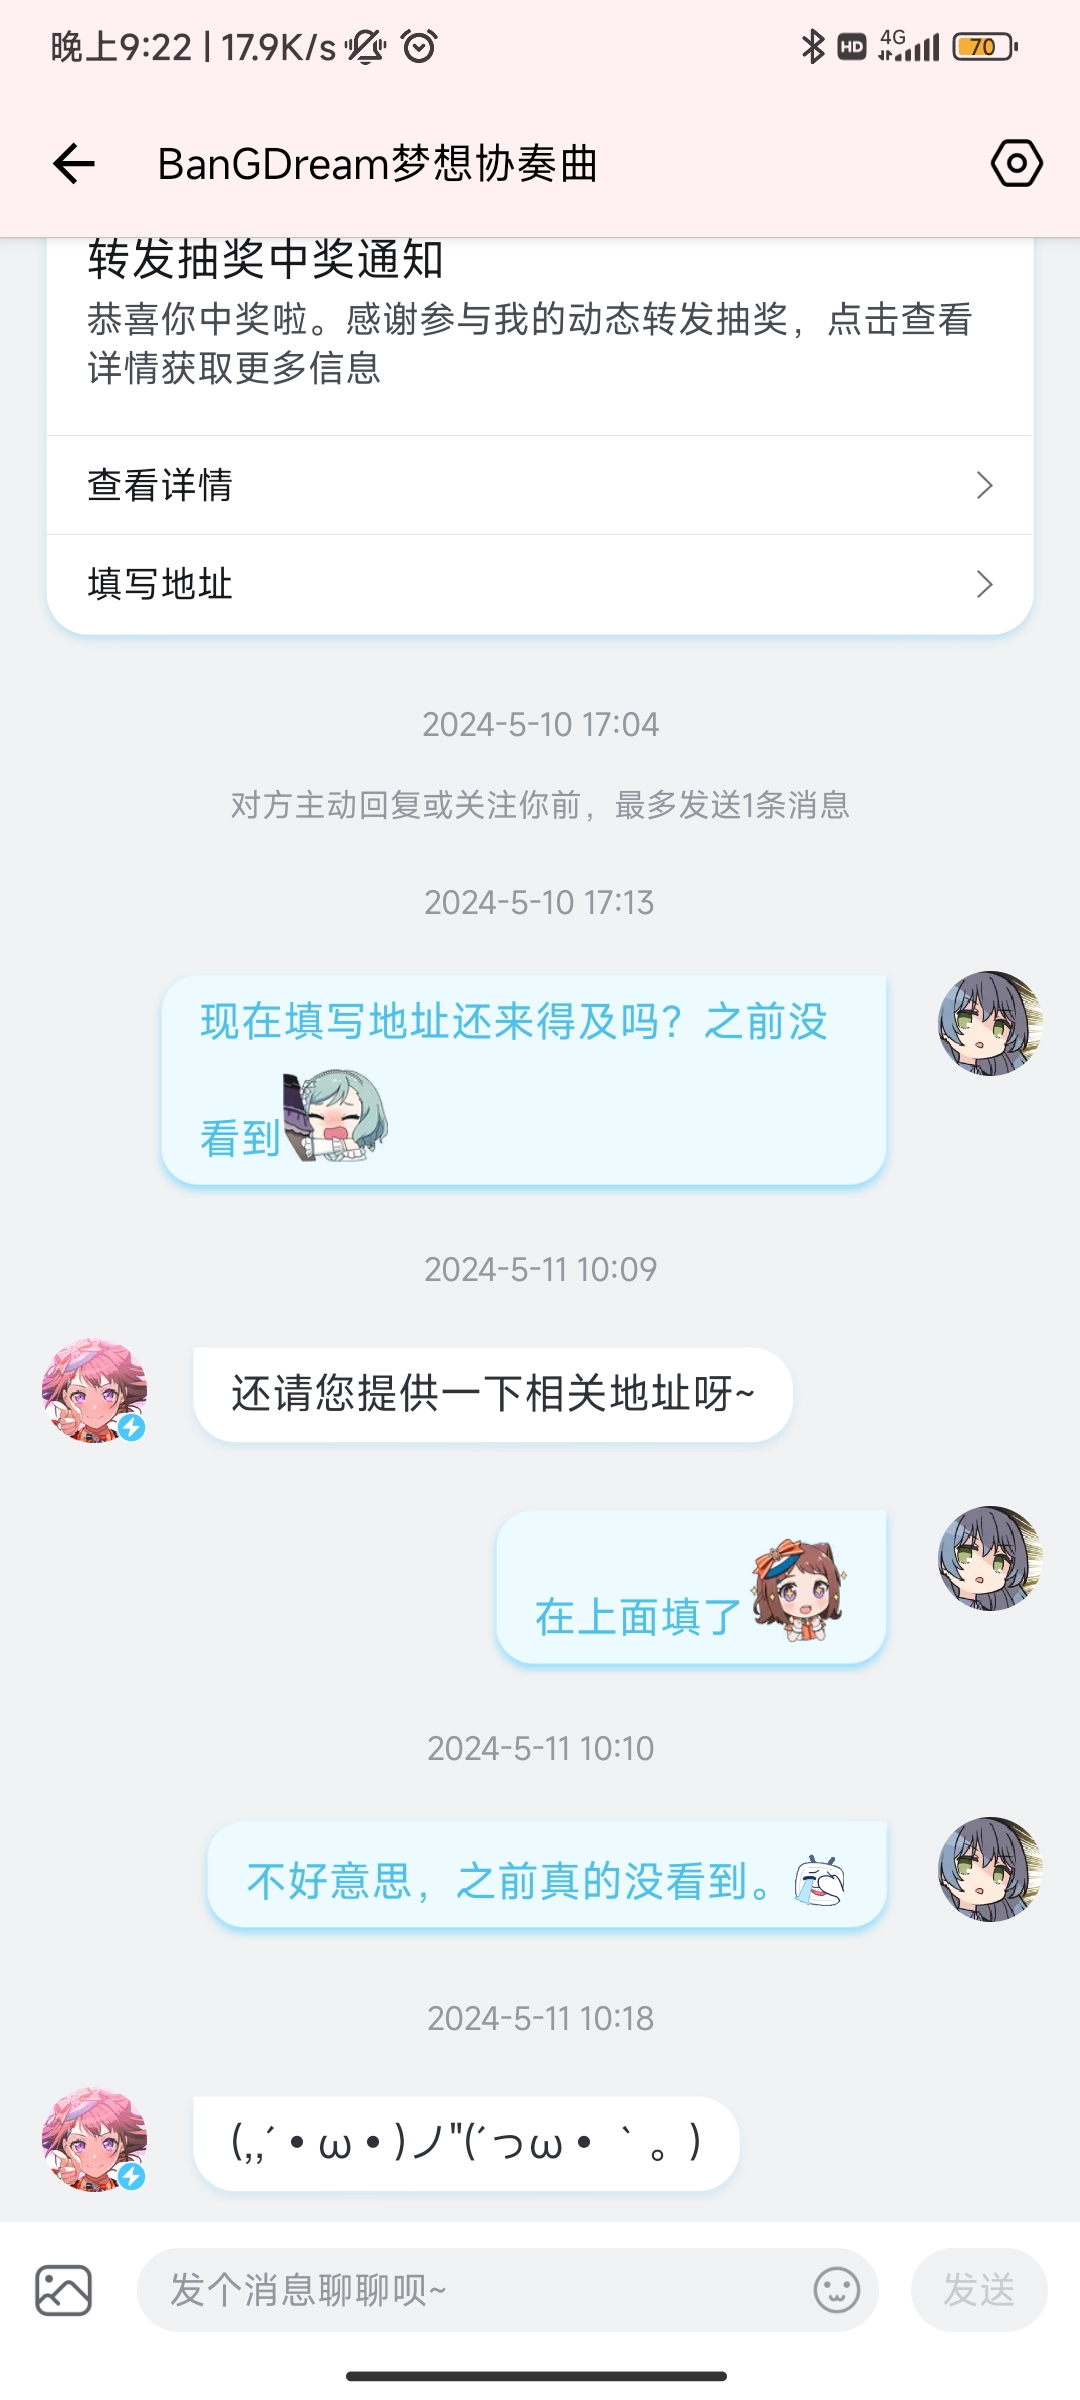 晚上9:22 | 17.9K/s
HD 4G 70
BanGDream梦想协奏曲
转发抽奖中奖通知
恭喜你中奖啦。感谢参与我的动态转发抽奖，点击查看
详情获取更多信息
查看详情
填写地址
2024-5-10 17:04
对方主动回复或关注你前，最多发送1条消息
2024-5-10 17:13
现在填写地址还来得及吗？之前没
看到
2024-5-11 10:09
还请您提供一下相关地址呀~
在上面填了
2024-5-11 10:10
不好意思，之前真的没看到。
2024-5-11 10:18
(,,´•ω•)ノ"(´っω•｀。)
发个消息聊聊呗~
发送